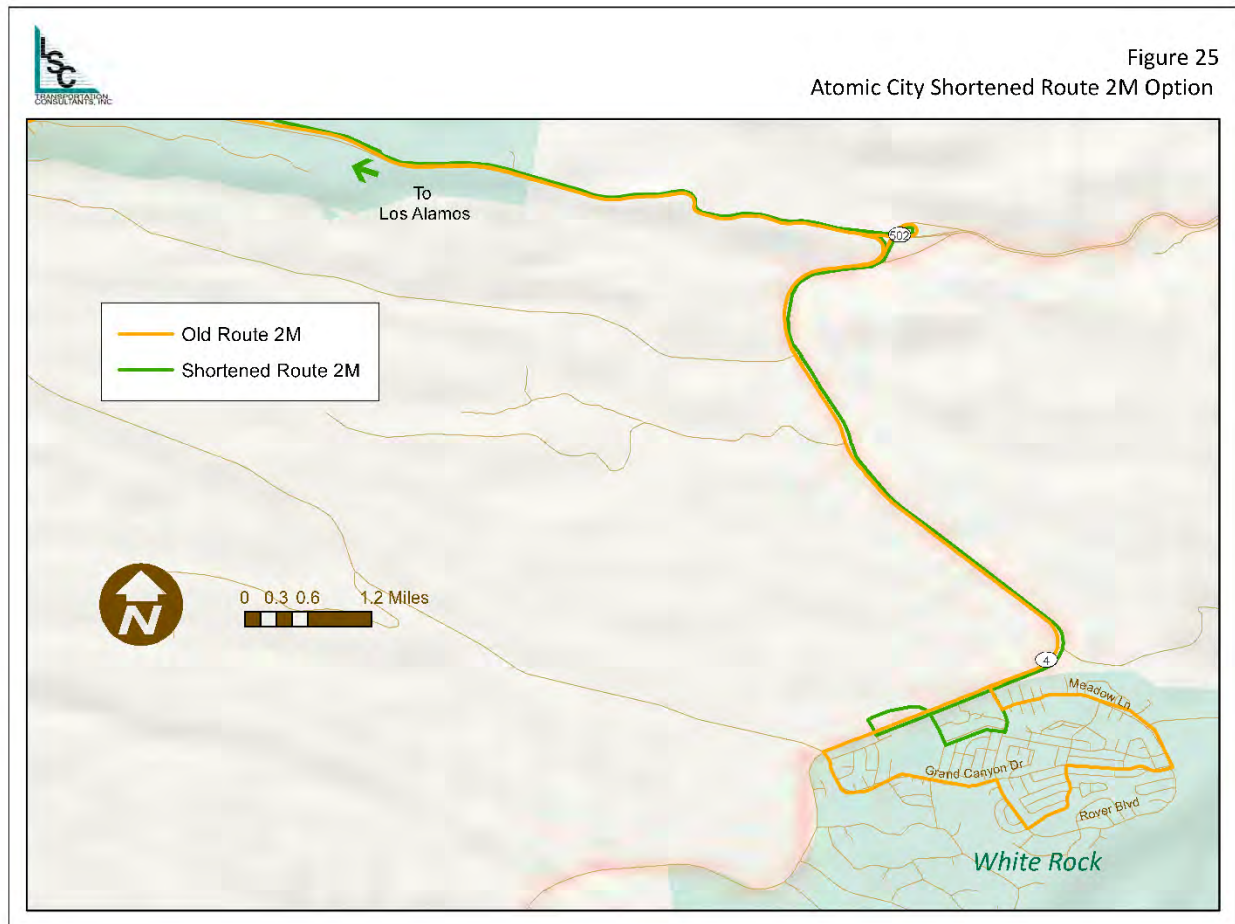 LSC
TRANSPORTATION
CONSULTANTS, INC
Figure 25
Atomic City Shortened Route 2M Option
To
Los Alamos
502
Old Route 2M
Shortened Route 2M
N
0 0.3 0.6 1.2 Miles
4
Meadow Ln
Grand Canyon Dr
Rover Blvd
White Rock